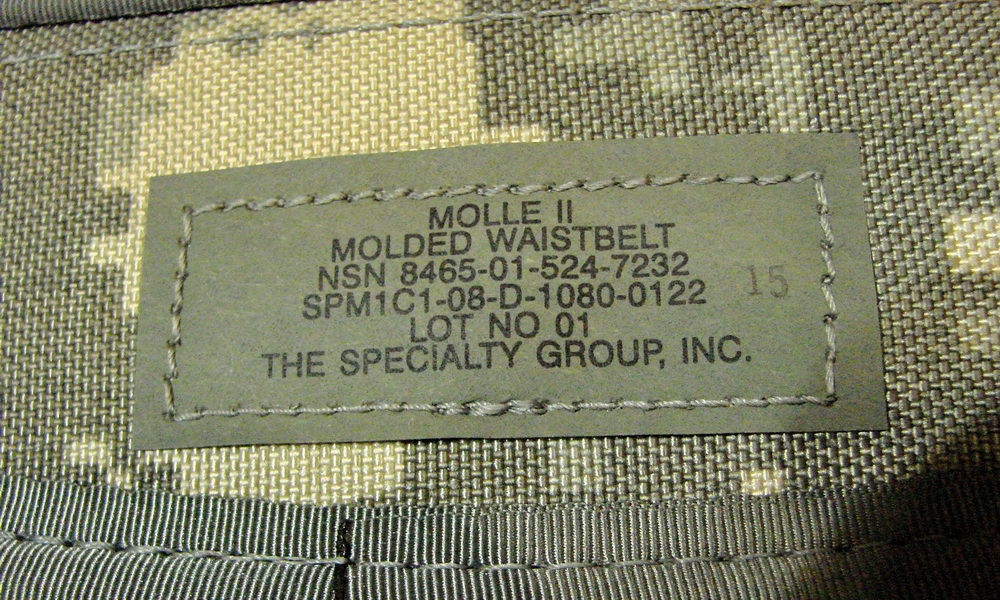 MOLLE II
MOLDED WAISTBELT
NSN 8465-01-524-7232
SPM1C1-08-D-1080-0122
15
LOT NO 01
THE SPECIALTY GROUP, INC.